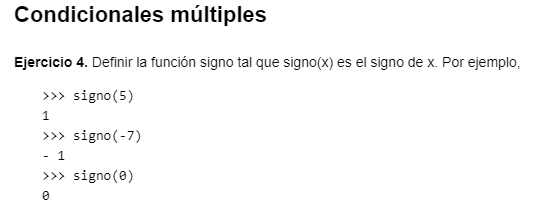 Condicionales múltiples
Ejercicio 4. Definir la función signo tal que signo(x) es el signo de x. Por ejemplo,
>>> signo(5)
1
>>> signo(-7)
- 1
>>> signo(0)
0